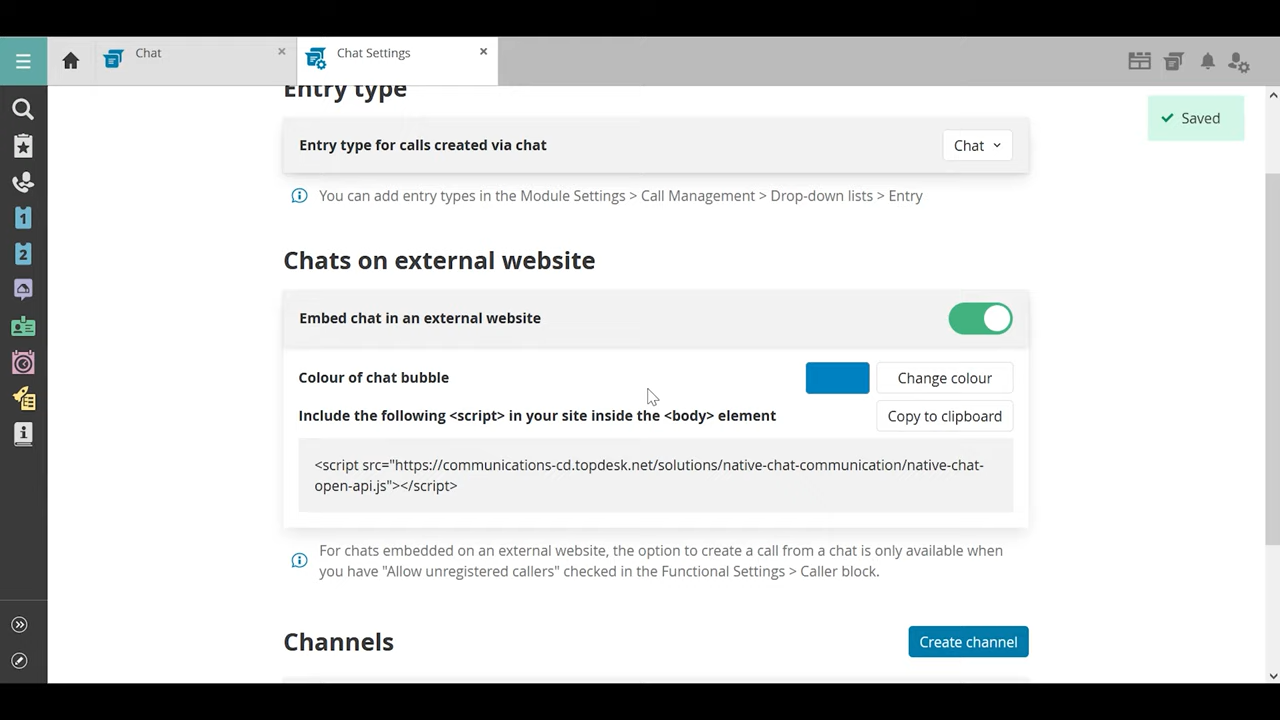 Chat
Chat Settings
Entry type
Saved
Entry type for calls created via chat
Chat
You can add entry types in the Module Settings > Call Management > Drop-down lists > Entry
Chats on external website
Embed chat in an external website
Colour of chat bubble
Change colour
Include the following <script> in your site inside the <body> element
Copy to clipboard
<script src="https://communications-cd.topdesk.net/solutions/native-chat-communication/native-chat-
open-api.js"></script>
For chats embedded on an external website, the option to create a call from a chat is only available when
you have "Allow unregistered callers" checked in the Functional Settings > Caller block.
Channels
Create channel
1
2